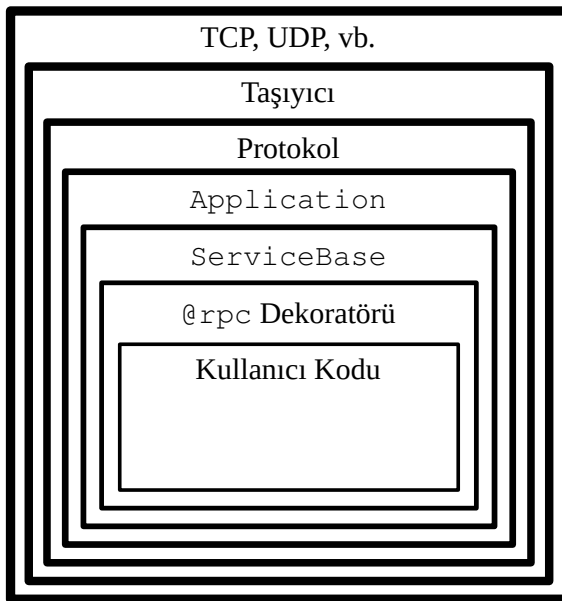 TCP, UDP, vb.
Taşıyıcı
Protokol
Application
ServiceBase
@rpc Dekoratörü
Kullanıcı Kodu